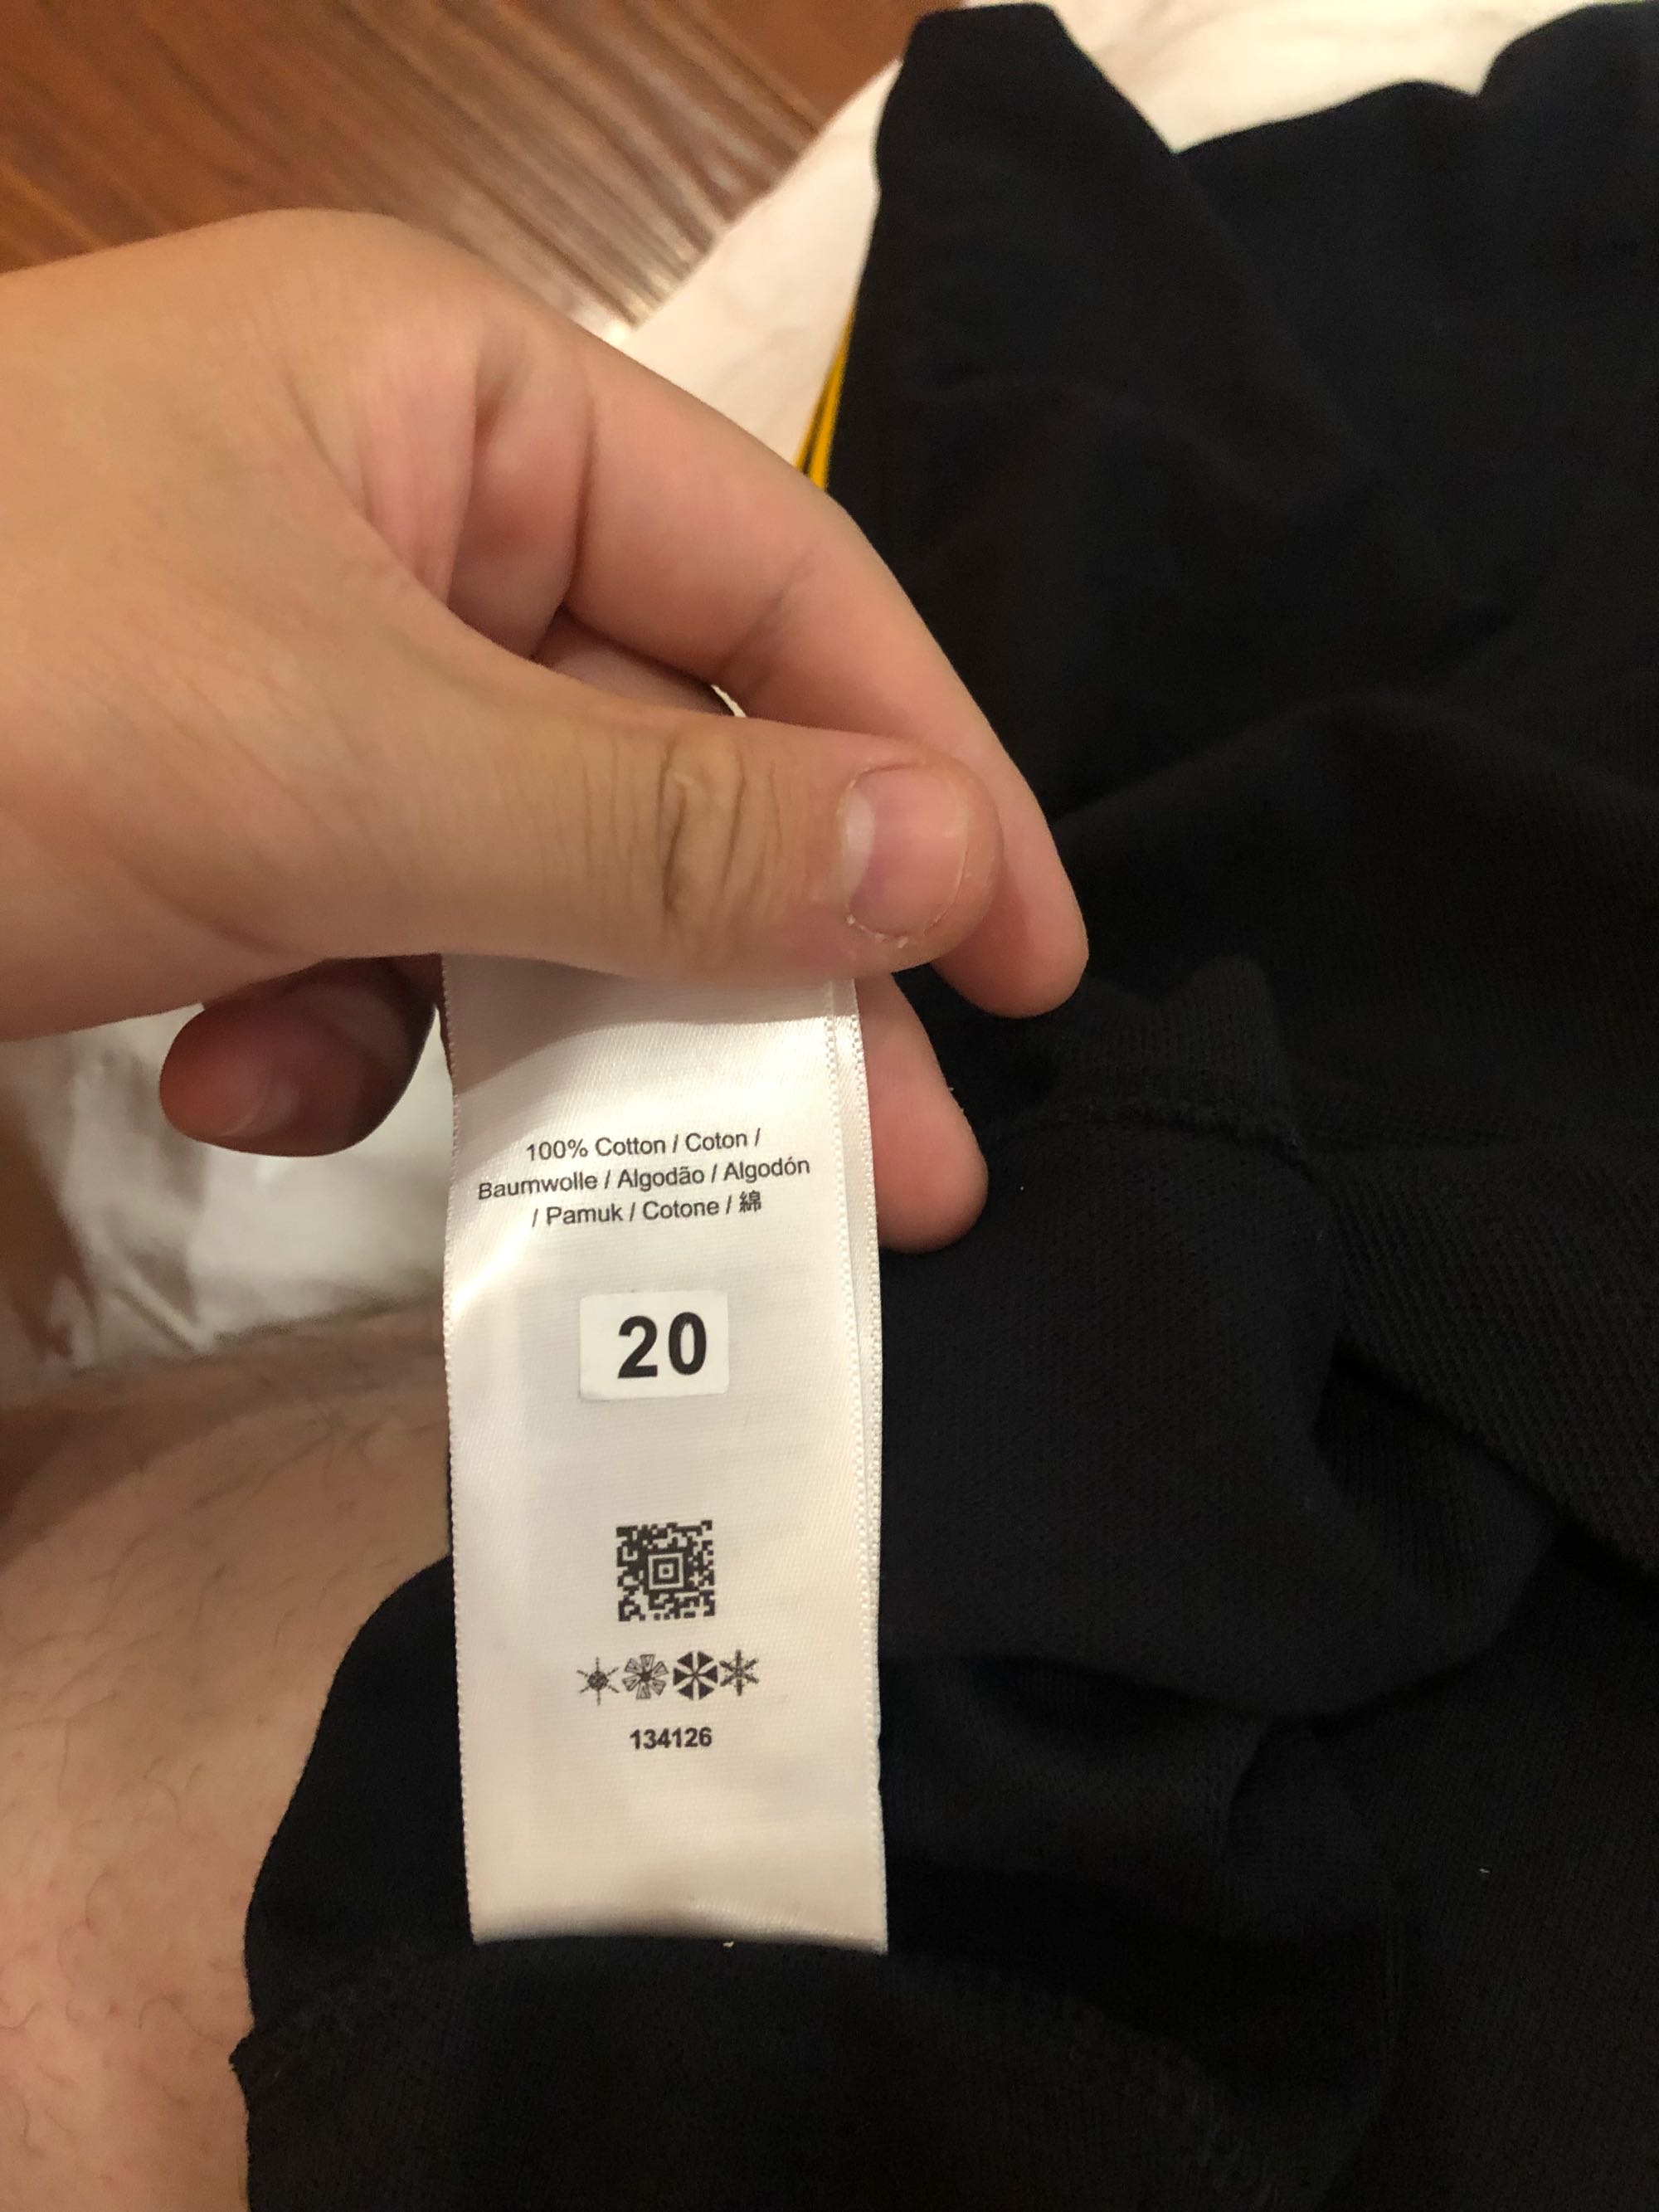 100% Cotton / Coton /
Baumwolle / Algodão / Algodón
/ Pamuk / Cotone / 綿
20
134126